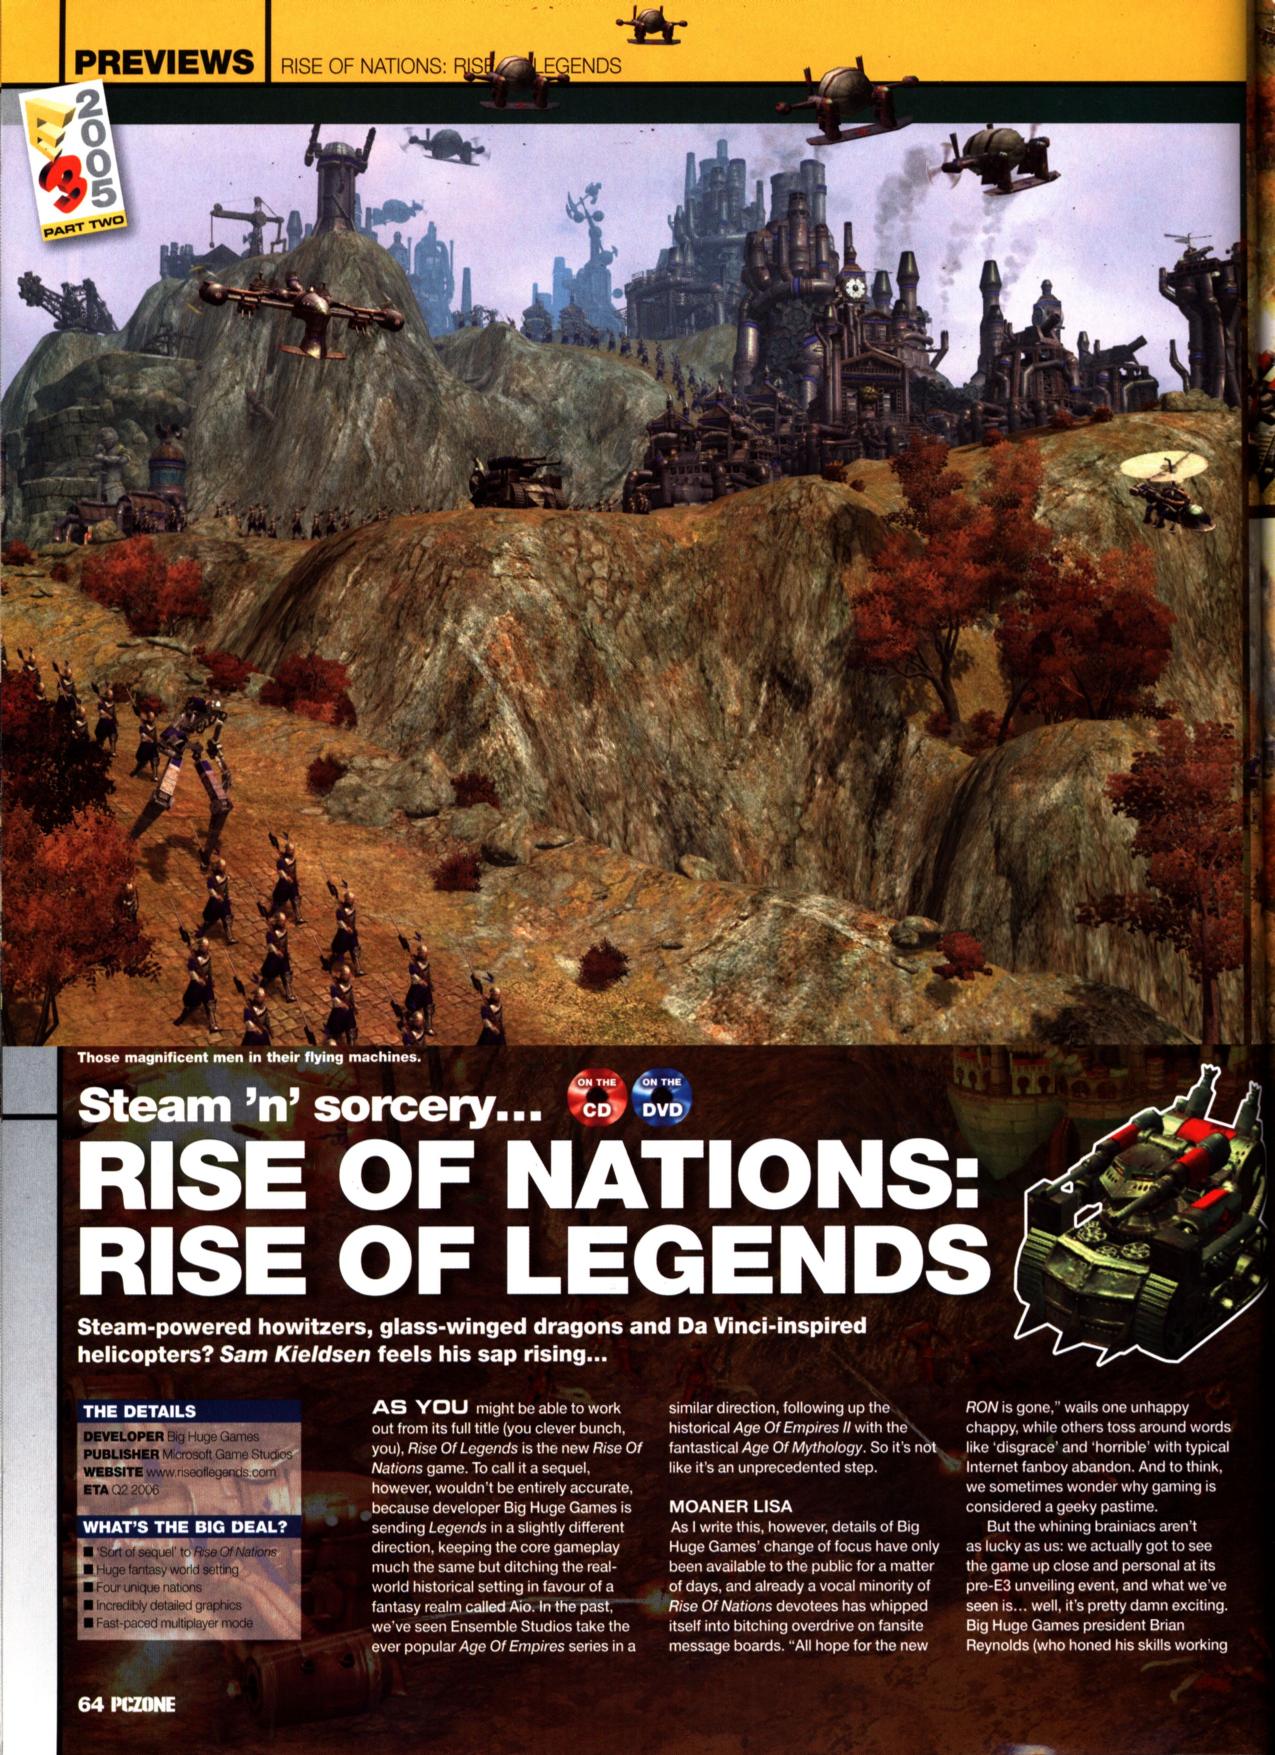 PREVIEWS
RISE OF NATIONS: RISE LEGENDS
E3
2005
PART TWO
Those magnificent men in their flying machines.
Steam 'n' sorcery...
ON THE CD
ON THE DVD
RISE OF NATIONS:
RISE OF LEGENDS
Steam-powered howitzers, glass-winged dragons and Da Vinci-inspired
helicopters? Sam Kieldsen feels his sap rising...
THE DETAILS
DEVELOPER Big Huge Games
PUBLISHER Microsoft Game Studios
WEBSITE www.riseoflegends.com
ETA Q2 2006
WHAT'S THE BIG DEAL?
■ 'Sort of sequel' to Rise Of Nations
■ Huge fantasy world setting
■ Four unique nations
■ Incredibly detailed graphics
■ Fast-paced multiplayer mode
AS YOU might be able to work
out from its full title (you clever bunch,
you), Rise Of Legends is the new Rise Of
Nations game. To call it a sequel,
however, wouldn't be entirely accurate,
because developer Big Huge Games is
sending Legends in a slightly different
direction, keeping the core gameplay
much the same but ditching the real-
world historical setting in favour of a
fantasy realm called Aio. In the past,
we've seen Ensemble Studios take the
ever popular Age Of Empires series in a
similar direction, following up the
historical Age Of Empires II with the
fantastical Age Of Mythology. So it's not
like it's an unprecedented step.
MOANER LISA
As I write this, however, details of Big
Huge Games' change of focus have only
been available to the public for a matter
of days, and already a vocal minority of
Rise Of Nations devotees has whipped
itself into bitching overdrive on fansite
message boards. "All hope for the new
RON is gone," wails one unhappy
chappy, while others toss around words
like 'disgrace' and 'horrible' with typical
Internet fanboy abandon. And to think,
we sometimes wonder why gaming is
considered a geeky pastime.
But the whining brainiacs aren't
as lucky as us: we actually got to see
the game up close and personal at its
pre-E3 unveiling event, and what we've
seen is... well, it's pretty damn exciting.
Big Huge Games president Brian
Reynolds (who honed his skills working
64 PCZONE